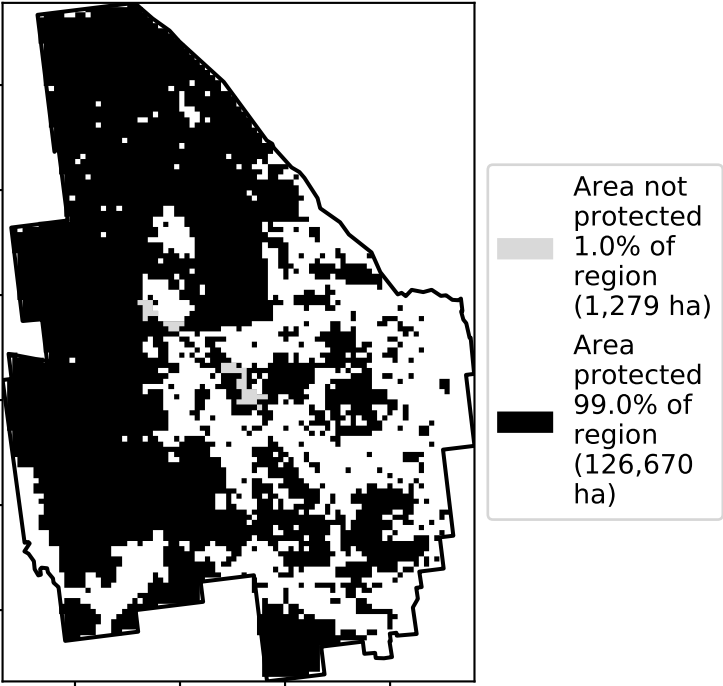 Area not
protected
1.0% of
region
(1,279 ha)
Area
protected
99.0% of
region
(126,670
ha)